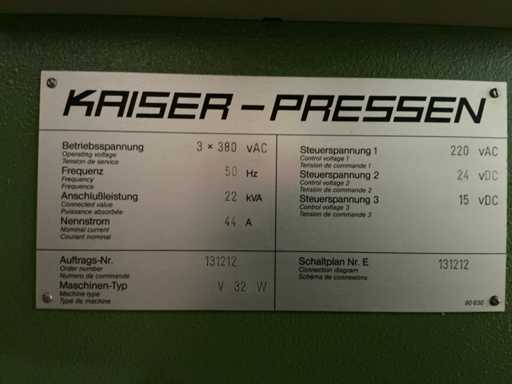 KAISER-PRESSEN
Betriebsspannung 3 × 380 vAC
Operating voltage
Tension de service
Frequenz 50 Hz
Frequency
Frequence
Anschlußleistung 22 kVA
Connected value
Puissance absorbée
Nennstrom 44 A
Nominal current
Courant nominal
Steuerspannung 1 220 vAC
Control voltage 1
Tension de commande 1
Steuerspannung 2 24 vDC
Control voltage 2
Tension de commande 2
Steuerspannung 3 15 vDC
Control voltage 3
Tension de commande 3
Auftrags-Nr. 131212
Order number
Numero de commande
Maschinen-Typ V 32 W
Machine type
Type de machine
Schaltplan Nr. E 131212
Connection diagram
Schéma de connexions
80 630